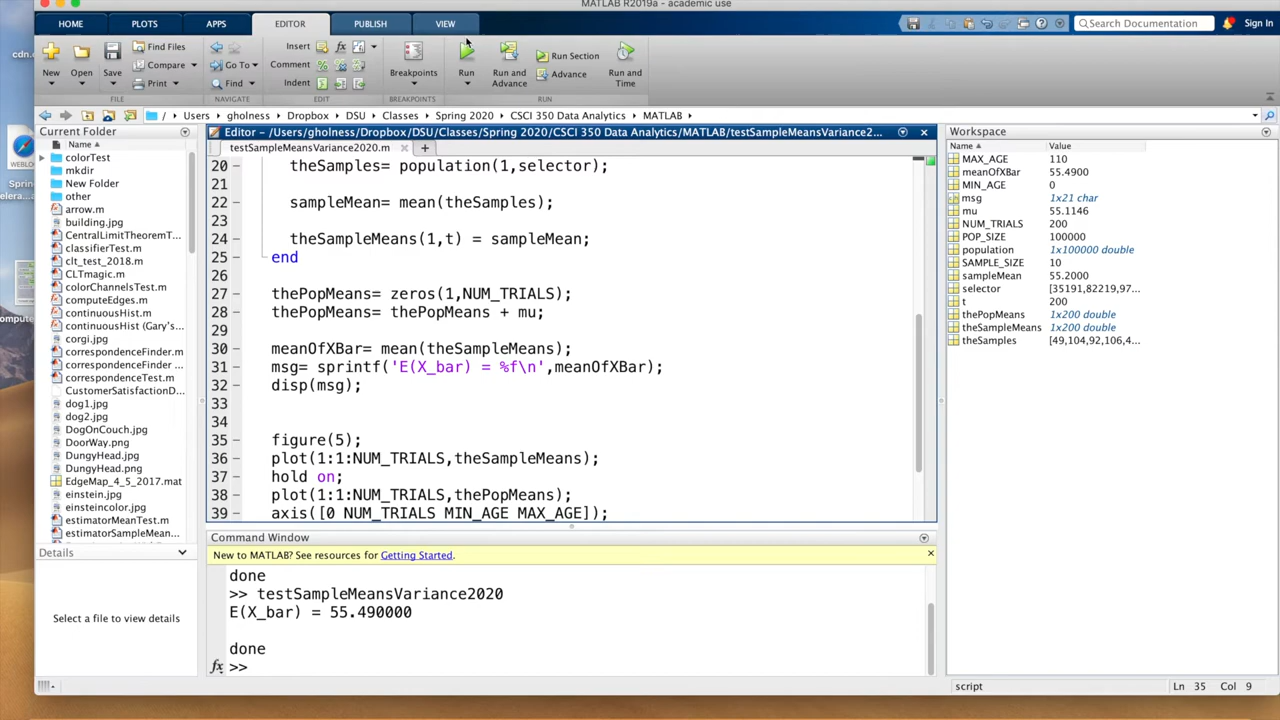 MATLAB R2019a - academic use
HOME PLOTS APPS EDITOR PUBLISH VIEW Search Documentation Sign In
New Open Save Find Files Compare Print Go To Find Insert Comment Indent fx Breakpoints Run Run and Advance Run Section Advance Run and Time
FILE NAVIGATE EDIT BREAKPOINTS RUN
/ Users gholness Dropbox DSU Classes Spring 2020 CSCI 350 Data Analytics MATLAB
Current Folder
Name
colorTest
mkdir
New Folder
other
arrow.m
building.jpg
CentralLimitTheoremT...
classifierTest.m
clt_test_2018.m
CLTmagic.m
colorChannelsTest.m
computeEdges.m
continuousHist.m
continuousHist (Gary's...
corgi.jpg
correspondenceFinder.m
correspondenceFinder ...
correspondenceTest.m
CustomerSatisfactionD...
dog1.jpg
dog2.jpg
DogOnCouch.jpg
DoorWay.png
DungyHead.jpg
DungyHead.png
EdgeMap_4_5_2017.mat
einstein.jpg
einsteincolor.jpg
estimatorMeanTest.m
estimatorSampleMean...
Details
Select a file to view details
Editor - /Users/gholness/Dropbox/DSU/Classes/Spring 2020/CSCI 350 Data Analytics/MATLAB/testSampleMeansVariance2...
testSampleMeansVariance2020.m
20 - theSamples= population(1,selector);
21
22 - sampleMean= mean(theSamples);
23
24 - theSampleMeans(1,t) = sampleMean;
25 - end
26
27 - thePopMeans= zeros(1,NUM_TRIALS);
28 - thePopMeans= thePopMeans + mu;
29
30 - meanOfXBar= mean(theSampleMeans);
31 - msg= sprintf('E(X_bar) = %f\n',meanOfXBar);
32 - disp(msg);
33
34
35 - figure(5);
36 - plot(1:1:NUM_TRIALS,theSampleMeans);
37 - hold on;
38 - plot(1:1:NUM_TRIALS,thePopMeans);
39 - axis([0 NUM_TRIALS MIN_AGE MAX_AGE]);
Command Window
New to MATLAB? See resources for Getting Started.
done
>> testSampleMeansVariance2020
E(X_bar) = 55.490000
done
fx >>
Workspace
Name Value
MAX_AGE 110
meanOfXBar 55.4900
MIN_AGE 0
msg 1x21 char
mu 55.1146
NUM_TRIALS 200
POP_SIZE 100000
population 1x100000 double
SAMPLE_SIZE 10
sampleMean 55.2000
selector [35191,82219,97...
t 200
thePopMeans 1x200 double
theSampleMeans 1x200 double
theSamples [49,104,92,106,4...
script Ln 35 Col 9